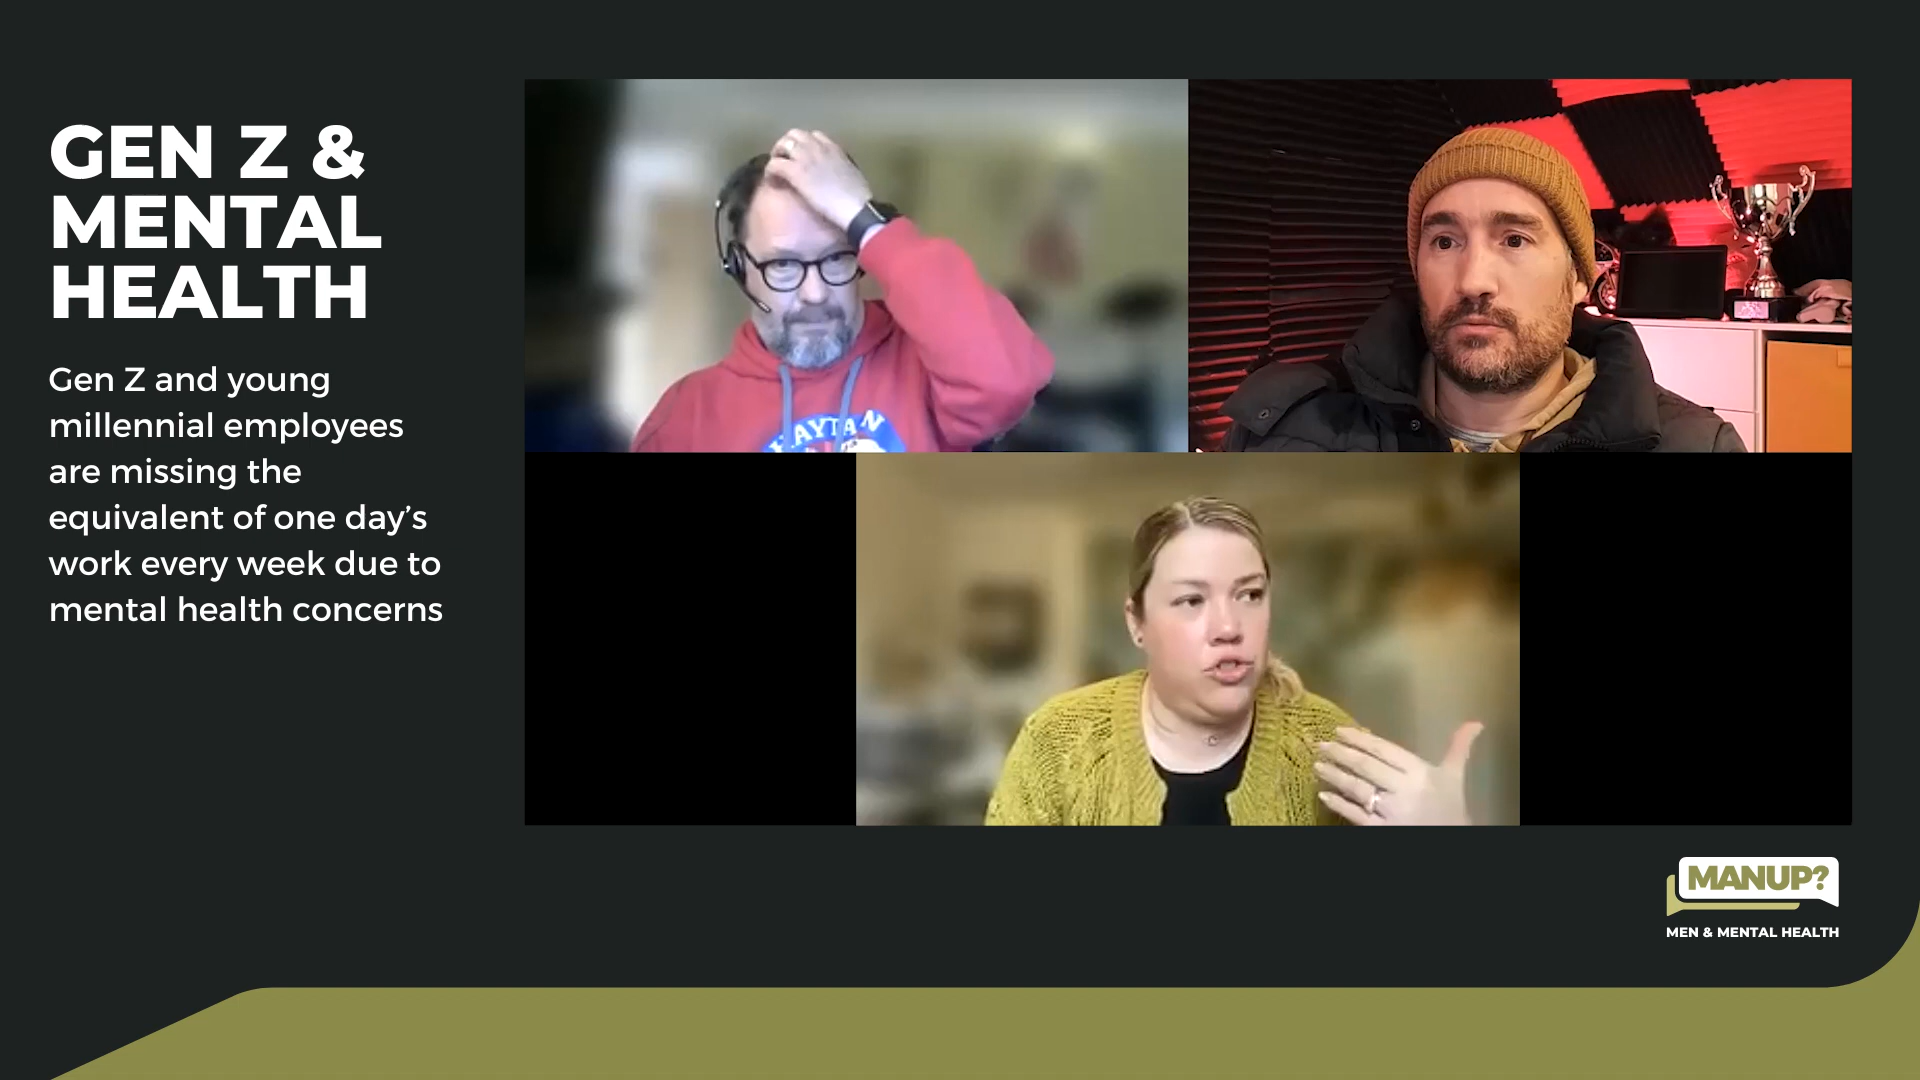 GEN Z &
MENTAL
HEALTH
Gen Z and young
millennial employees
are missing the
equivalent of one day’s
work every week due to
mental health concerns
MANUP?
MEN & MENTAL HEALTH